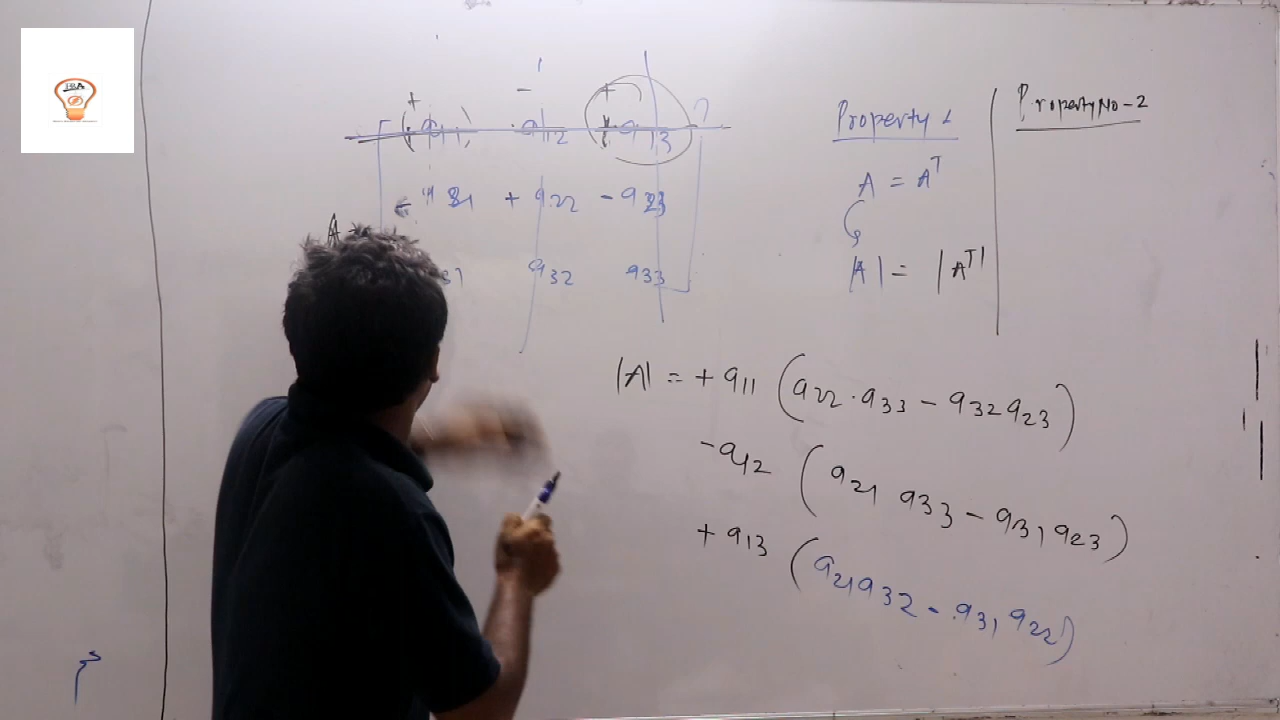 + - +
a11 a12 a13
- a21 + a22 - a23
a32 a33
A
Property 1
A = A^T
|A| = |A^T|
Property No-2
|A| = + a11 (a22 . a33 - a32 a23)
- a12 (a21 a33 - a31 a23)
+ a13 (a21 a32 - a31 a22)